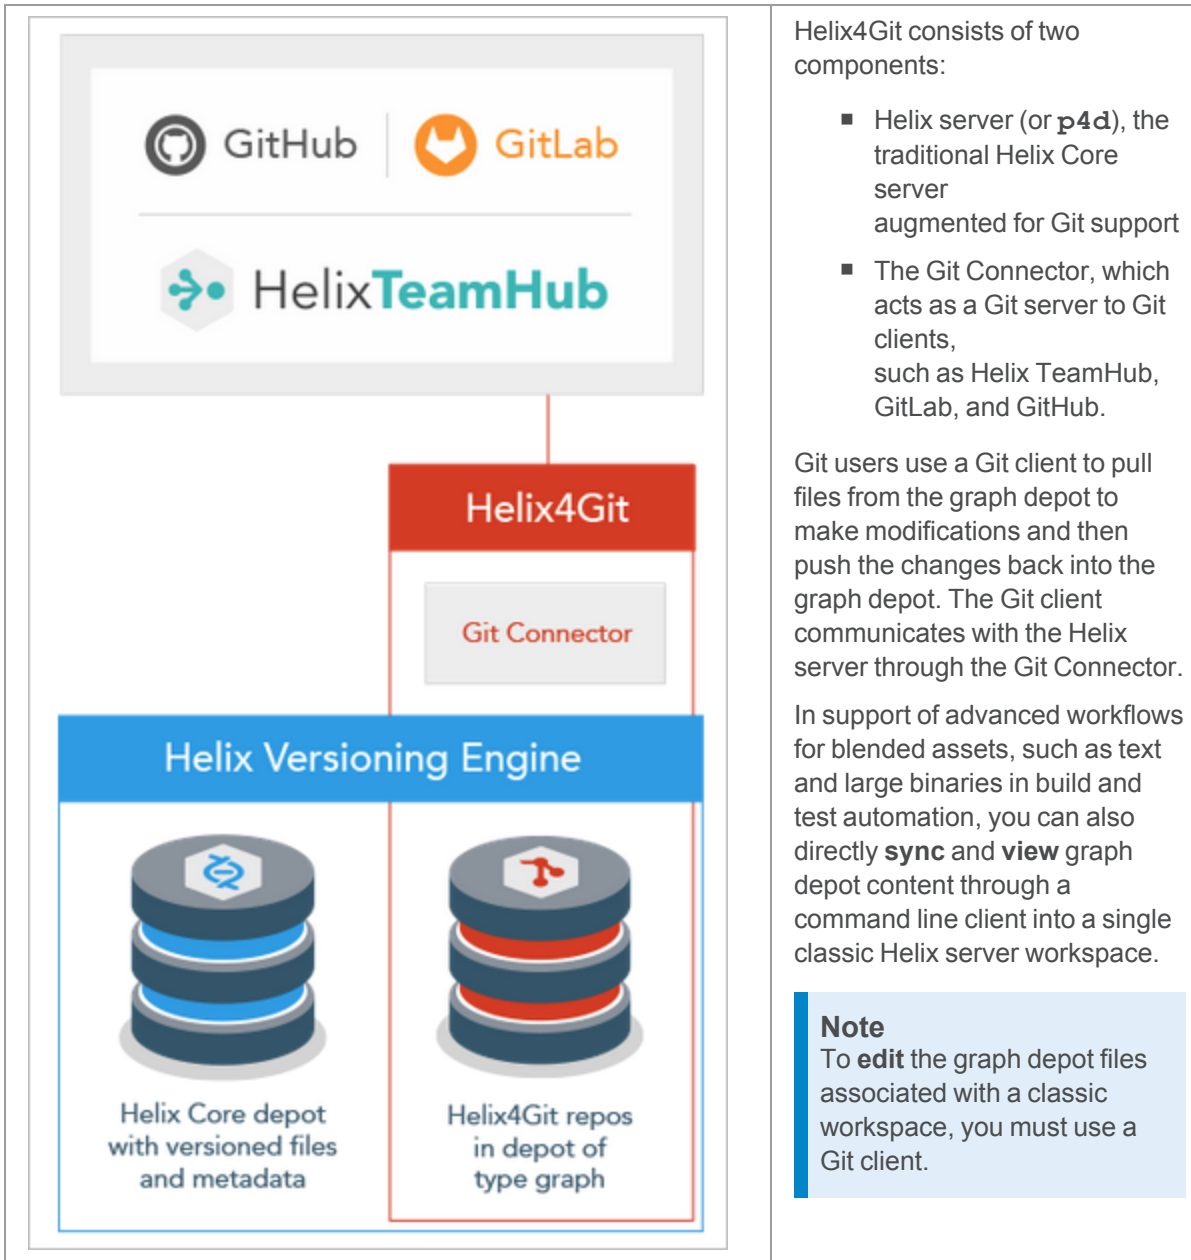 GitHub
GitLab
HelixTeamHub
Helix4Git
Git Connector
Helix Versioning Engine
Helix Core depot
with versioned files
and metadata
Helix4Git repos
in depot of
type graph
Helix4Git consists of two
components:
■ Helix server (or p4d), the
traditional Helix Core
server
augmented for Git support
■ The Git Connector, which
acts as a Git server to Git
clients,
such as Helix TeamHub,
GitLab, and GitHub.
Git users use a Git client to pull
files from the graph depot to
make modifications and then
push the changes back into the
graph depot. The Git client
communicates with the Helix
server through the Git Connector.
In support of advanced workflows
for blended assets, such as text
and large binaries in build and
test automation, you can also
directly sync and view graph
depot content through a
command line client into a single
classic Helix server workspace.
Note
To edit the graph depot files
associated with a classic
workspace, you must use a
Git client.